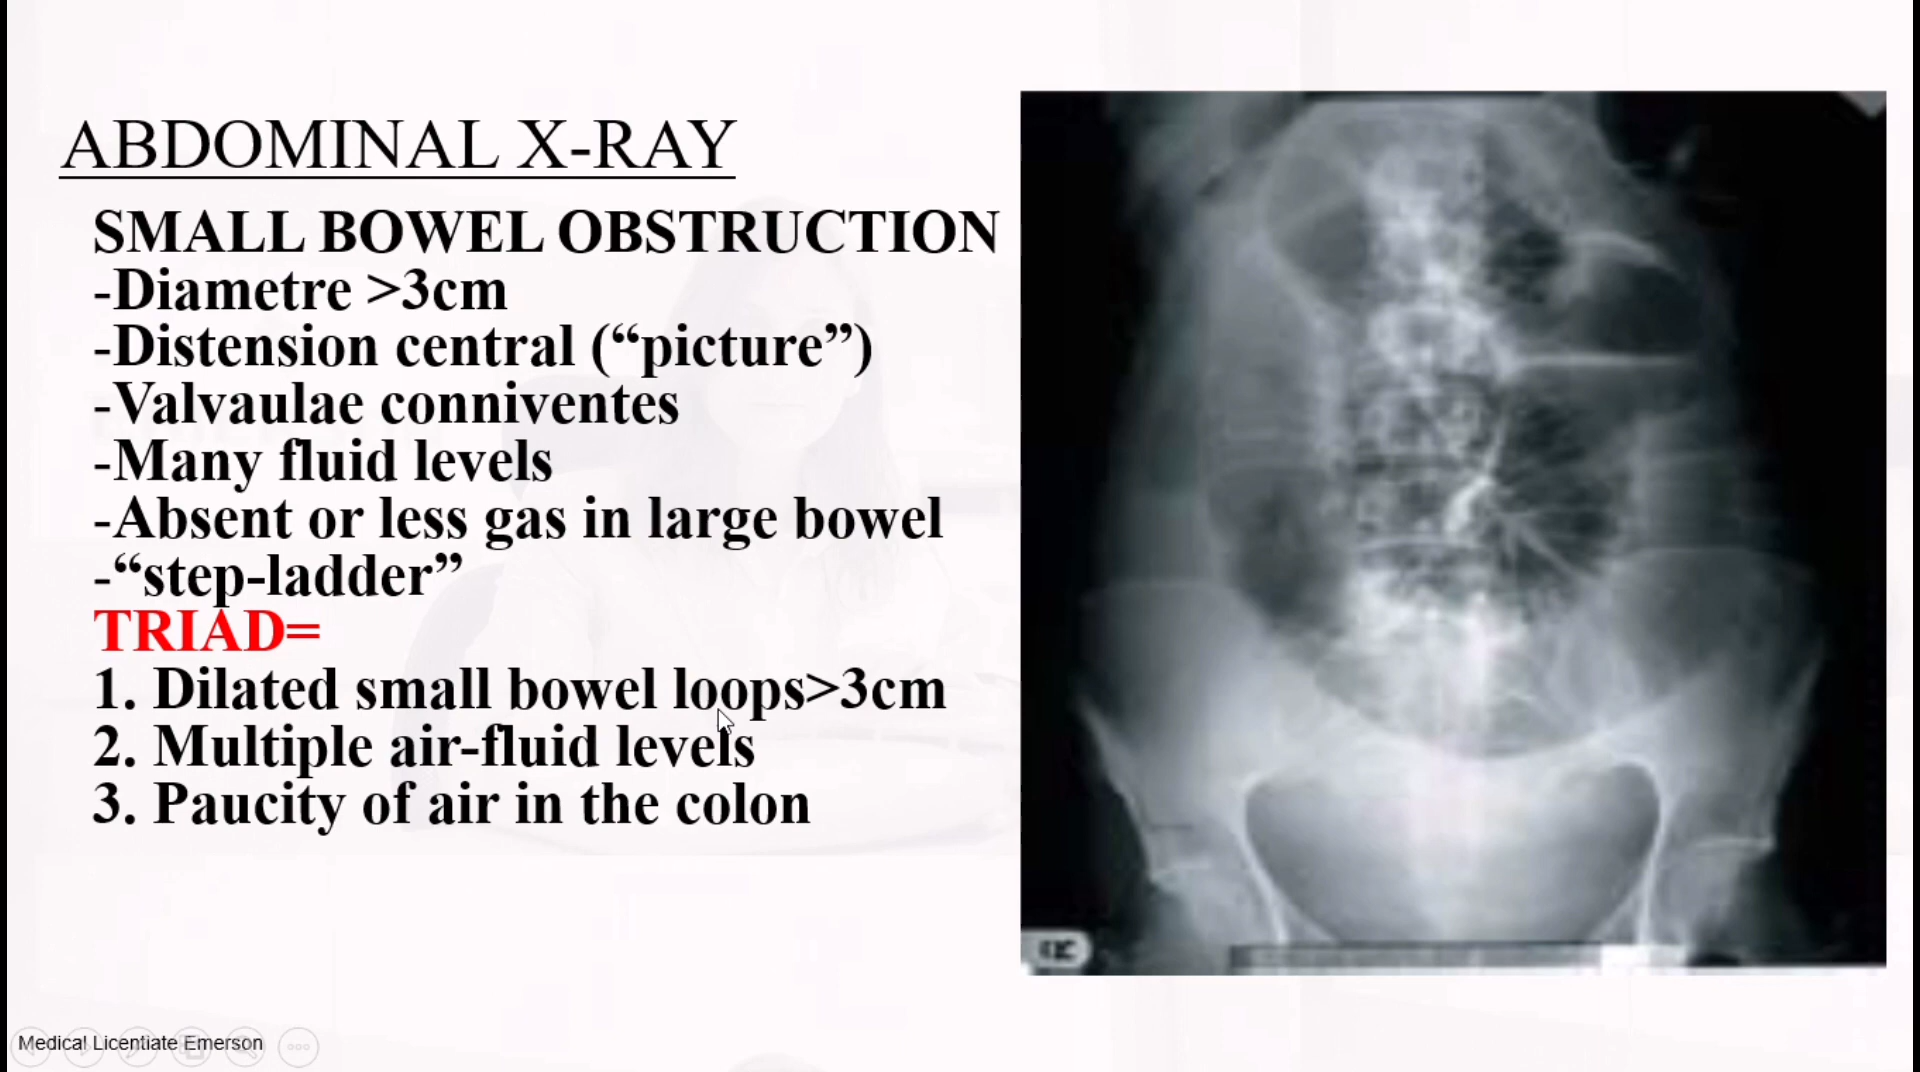 ABDOMINAL X-RAY
SMALL BOWEL OBSTRUCTION
-Diametre >3cm
-Distension central (“picture”)
-Valvaulae conniventes
-Many fluid levels
-Absent or less gas in large bowel
-“step-ladder”
TRIAD=
1. Dilated small bowel loops>3cm
2. Multiple air-fluid levels
3. Paucity of air in the colon
Medical Licentiate Emerson